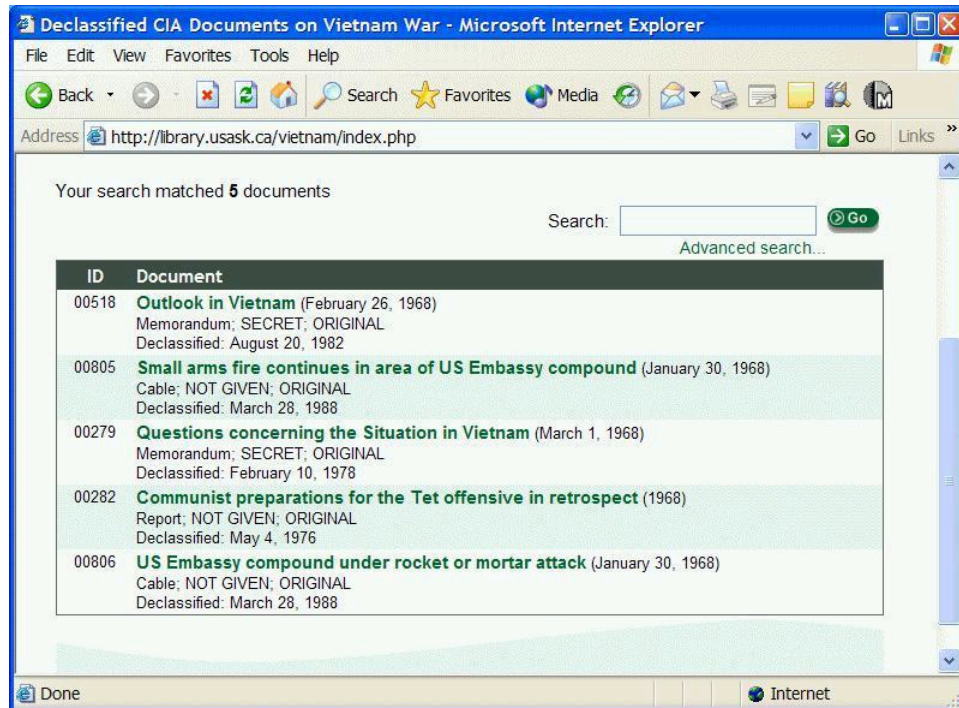 Declassified CIA Documents on Vietnam War - Microsoft Internet Explorer
File Edit View Favorites Tools Help
Back Search Favorites Media
Address http://library.usask.ca/vietnam/index.php Go Links »
Your search matched 5 documents
Search: Go
Advanced search...
ID Document
00518 Outlook in Vietnam (February 26, 1968)
Memorandum; SECRET; ORIGINAL
Declassified: August 20, 1982
00805 Small arms fire continues in area of US Embassy compound (January 30, 1968)
Cable; NOT GIVEN; ORIGINAL
Declassified: March 28, 1988
00279 Questions concerning the Situation in Vietnam (March 1, 1968)
Memorandum; SECRET; ORIGINAL
Declassified: February 10, 1978
00282 Communist preparations for the Tet offensive in retrospect (1968)
Report; NOT GIVEN; ORIGINAL
Declassified: May 4, 1976
00806 US Embassy compound under rocket or mortar attack (January 30, 1968)
Cable; NOT GIVEN; ORIGINAL
Declassified: March 28, 1988
Done Internet